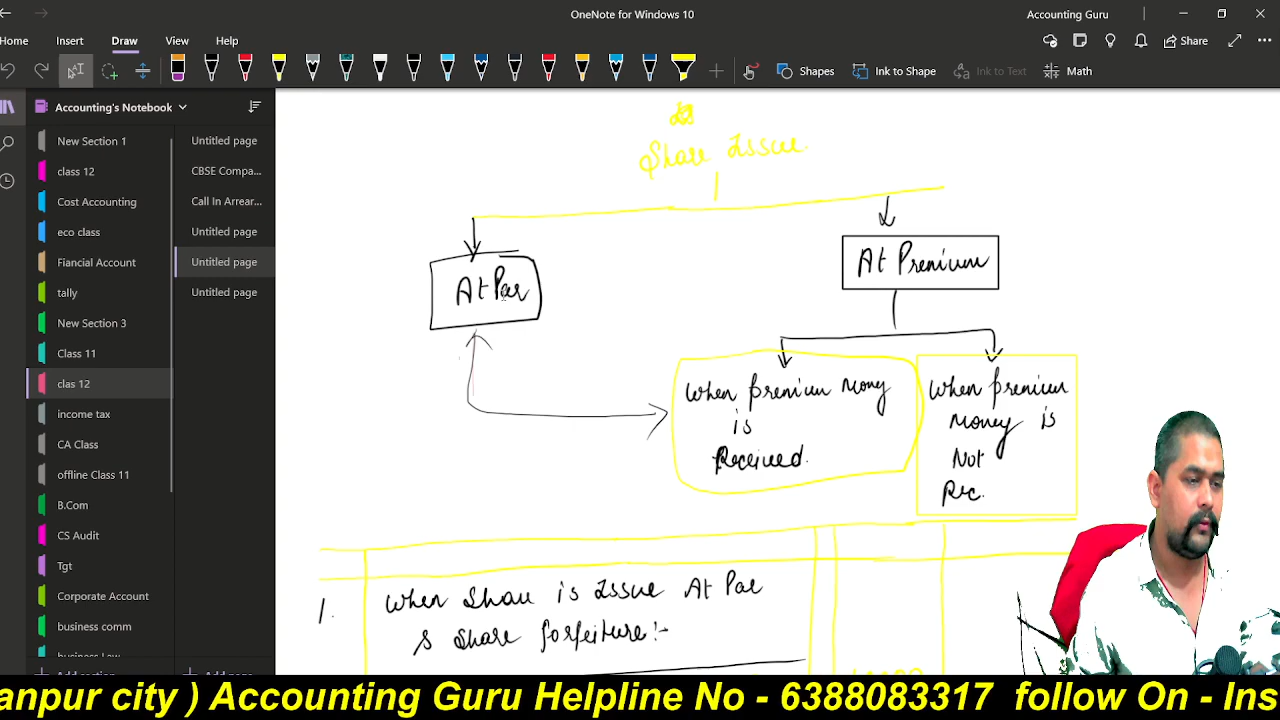 OneNote for Windows 10
Accounting Guru
Home Insert Draw View Help
Share
Shapes
Ink to Shape
Ink to Text
Math
Accounting's Notebook
New Section 1
class 12
Cost Accounting
eco class
Fiancial Account
tally
New Section 3
Class 11
clas 12
income tax
CA Class
offline Class 11
B.Com
CS Audit
Tgt
Corporate Account
business comm
Untitled page
CBSE Compa...
Call In Arrear...
Untitled page
Untitled page
Untitled page
Share Issue
At Par
At Premium
When premium Money
is
Received.
When premium
Money is
Not
Rec.
1. When Share is Issue At Par
& Share forfeiture:-
anpur city ) Accounting Guru Helpline No - 6388083317 follow On - Ins